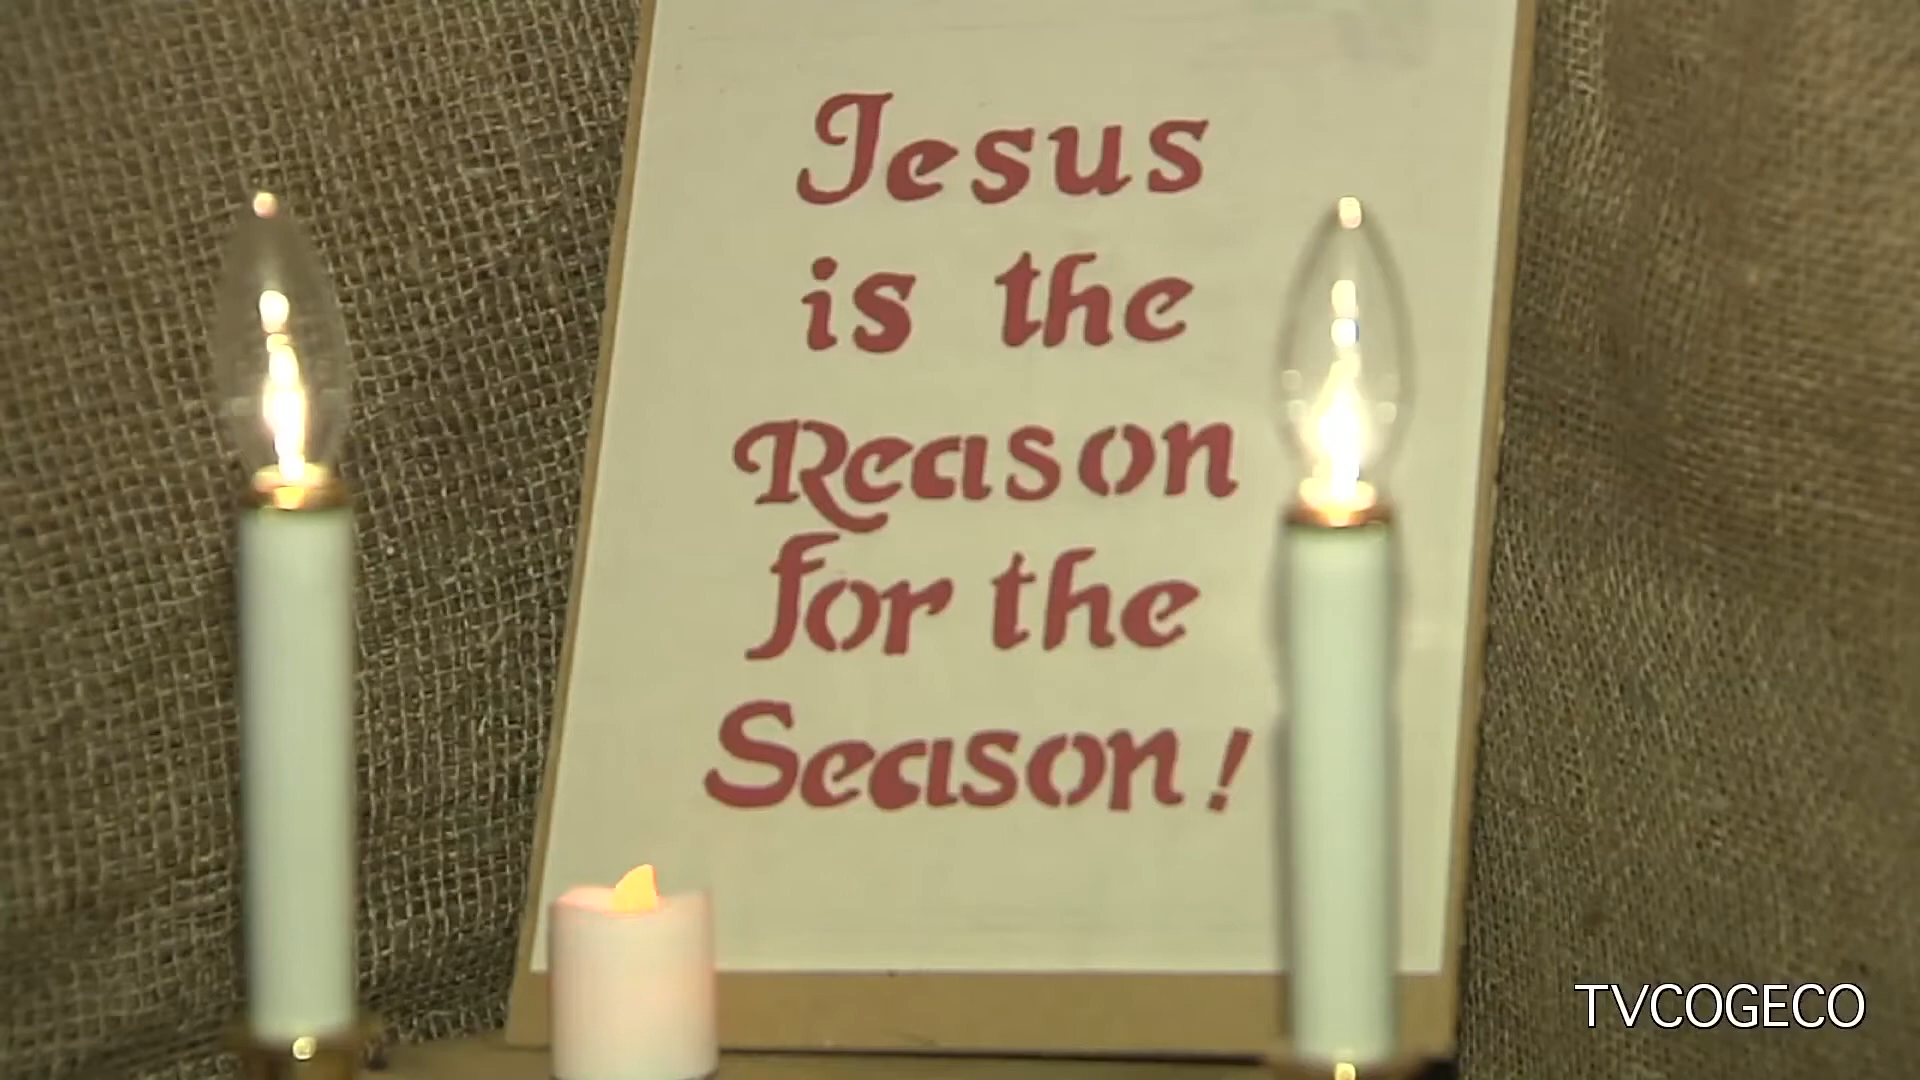 Jesus
is the
Reason
for the
Season!
TVCOGECO